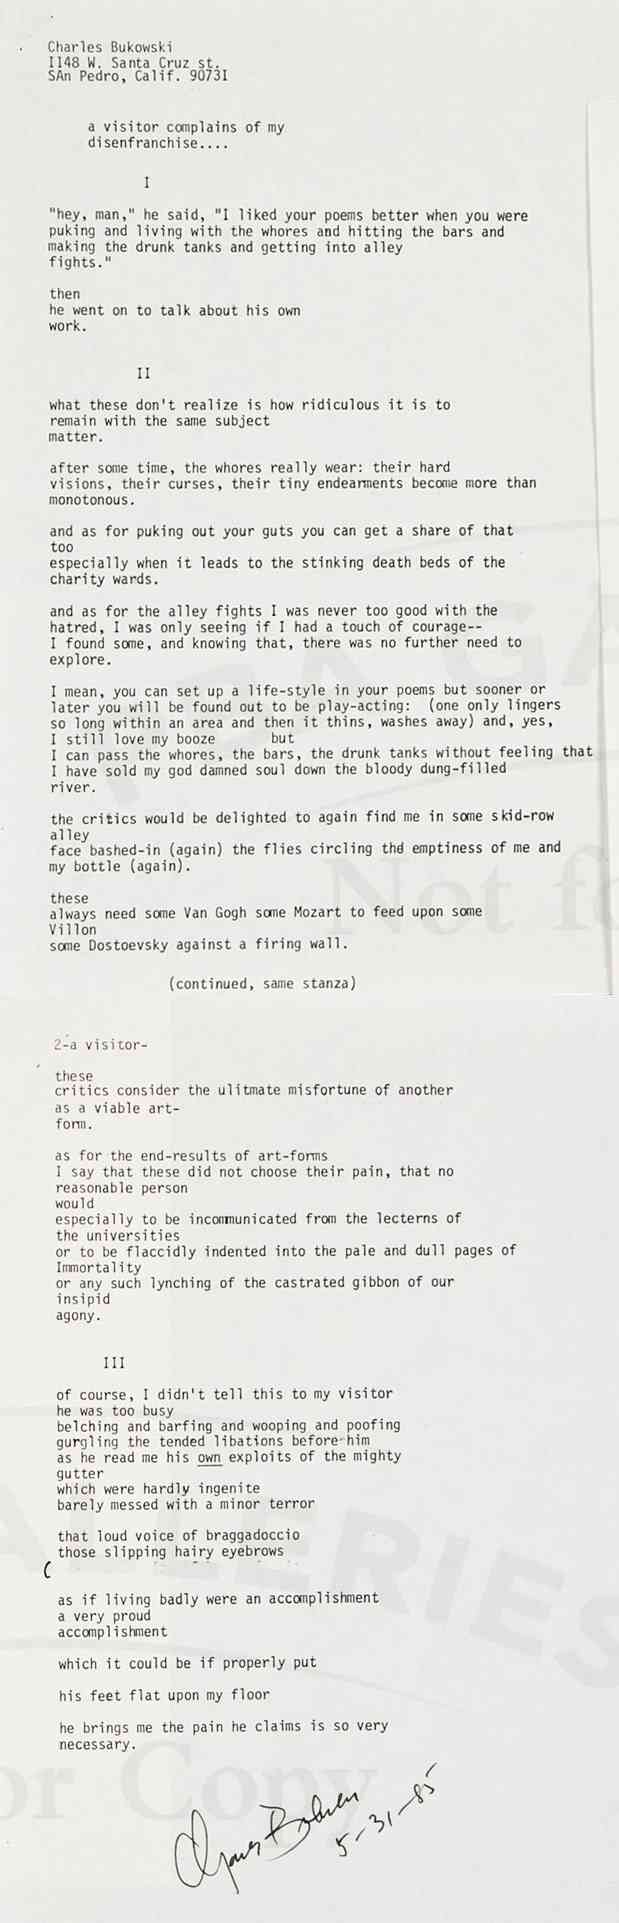 Charles Bukowski
1148 W. Santa Cruz st.
SAn Pedro, Calif. 90731
a visitor complains of my
disenfranchise....
I
"hey, man," he said, "I liked your poems better when you were
puking and living with the whores and hitting the bars and
making the drunk tanks and getting into alley
fights."
then
he went on to talk about his own
work.
II
what these don't realize is how ridiculous it is to
remain with the same subject
matter.
after some time, the whores really wear: their hard
visions, their curses, their tiny endearments become more than
monotonous.
and as for puking out your guts you can get a share of that
too
especially when it leads to the stinking death beds of the
charity wards.
and as for the alley fights I was never too good with the
hatred, I was only seeing if I had a touch of courage--
I found some, and knowing that, there was no further need to
explore.
I mean, you can set up a life-style in your poems but sooner or
later you will be found out to be play-acting: (one only lingers
so long within an area and then it thins, washes away) and, yes,
I still love my booze but
I can pass the whores, the bars, the drunk tanks without feeling that
I have sold my god damned soul down the bloody dung-filled
river.
the critics would be delighted to again find me in some skid-row
alley
face bashed-in (again) the flies circling thd emptiness of me and
my bottle (again).
these
always need some Van Gogh some Mozart to feed upon some
Villon
some Dostoevsky against a firing wall.
(continued, same stanza)
2-a visitor-
these
critics consider the ulitmate misfortune of another
as a viable art-
form.
as for the end-results of art-forms
I say that these did not choose their pain, that no
reasonable person
would
especially to be incommunicated from the lecterns of
the universities
or to be flaccidly indented into the pale and dull pages of
Immortality
or any such lynching of the castrated gibbon of our
insipid
agony.
III
of course, I didn't tell this to my visitor
he was too busy
belching and barfing and wooping and poofing
gurgling the tended libations before him
as he read me his own exploits of the mighty
gutter
which were hardly ingenite
barely messed with a minor terror
that loud voice of braggadoccio
those slipping hairy eyebrows
as if living badly were an accomplishment
a very proud
accomplishment
which it could be if properly put
his feet flat upon my floor
he brings me the pain he claims is so very
necessary.
Charles Bukowski
5-31-85
GALLERIES
Not for Copy